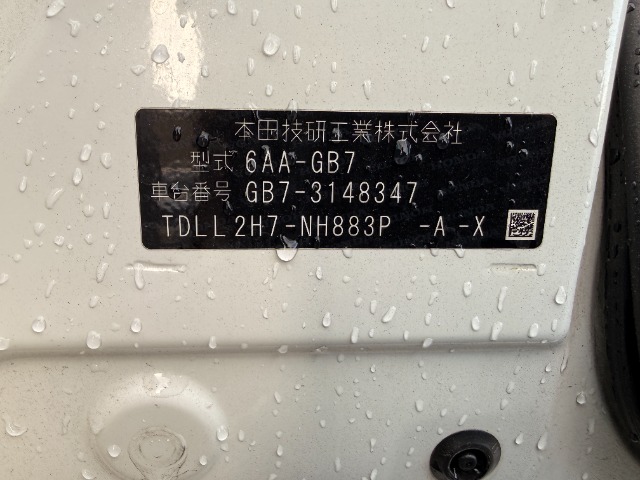 本田技研工業株式会社
型式 6AA-GB7
車台番号 GB7-3148347
TDLL2H7-NH883P -A -X